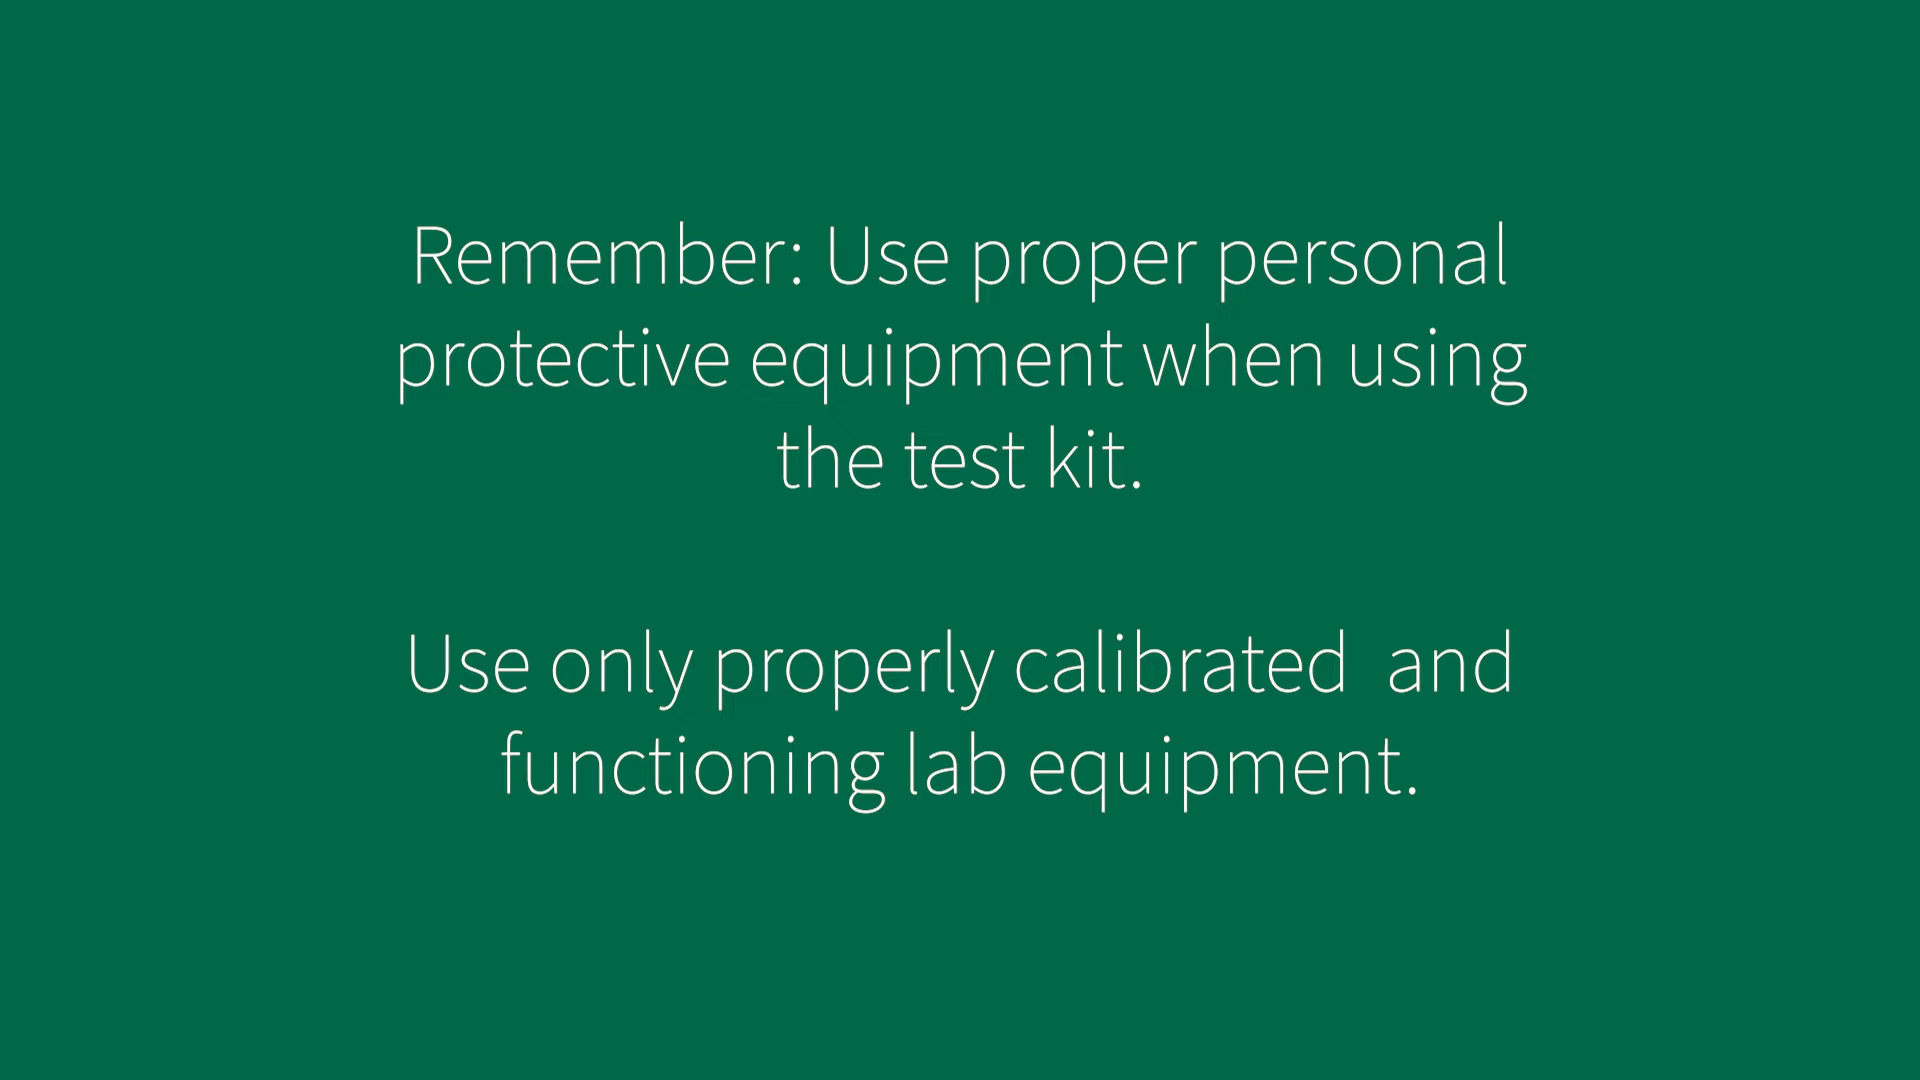 Remember: Use proper personal
protective equipment when using
the test kit.
Use only properly calibrated  and
functioning lab equipment.